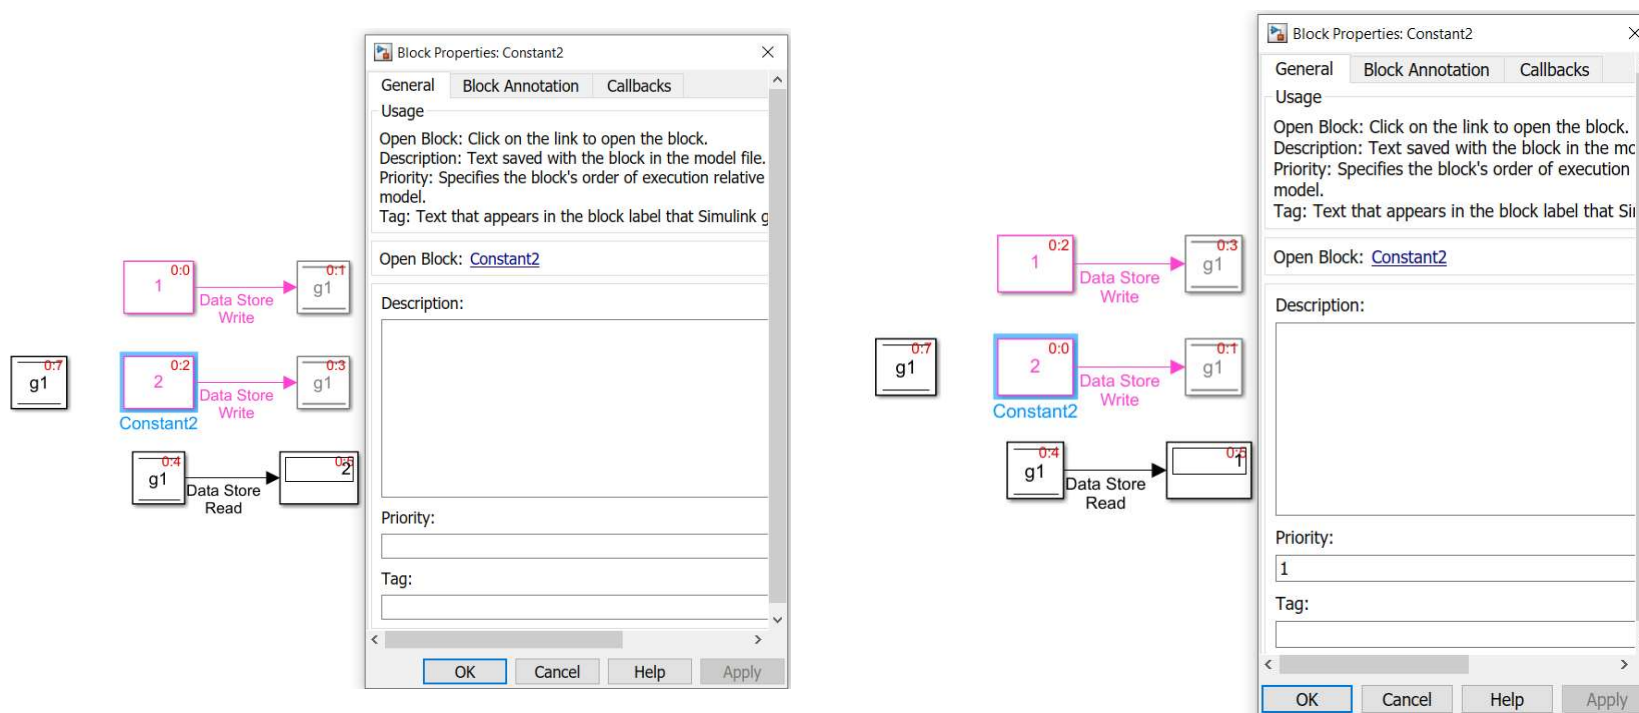 Block Properties: Constant2
General Block Annotation Callbacks
Usage
Open Block: Click on the link to open the block.
Description: Text saved with the block in the model file.
Priority: Specifies the block's order of execution relative
model.
Tag: Text that appears in the block label that Simulink g
Open Block: Constant2
Description:
Priority:
Tag:
OK Cancel Help Apply
0:0
1
0:1
g1
Data Store
Write
0:7
g1
0:2
2
0:3
g1
Data Store
Write
Constant2
0:4
g1
0:5
2
Data Store
Read
Block Properties: Constant2
General Block Annotation Callbacks
Usage
Open Block: Click on the link to open the block.
Description: Text saved with the block in the mo
Priority: Specifies the block's order of execution
model.
Tag: Text that appears in the block label that Si
Open Block: Constant2
Description:
Priority:
1
Tag:
OK Cancel Help Apply
0:2
1
0:3
g1
Data Store
Write
0:7
g1
0:0
2
0:1
g1
Data Store
Write
Constant2
0:4
g1
0:5
1
Data Store
Read